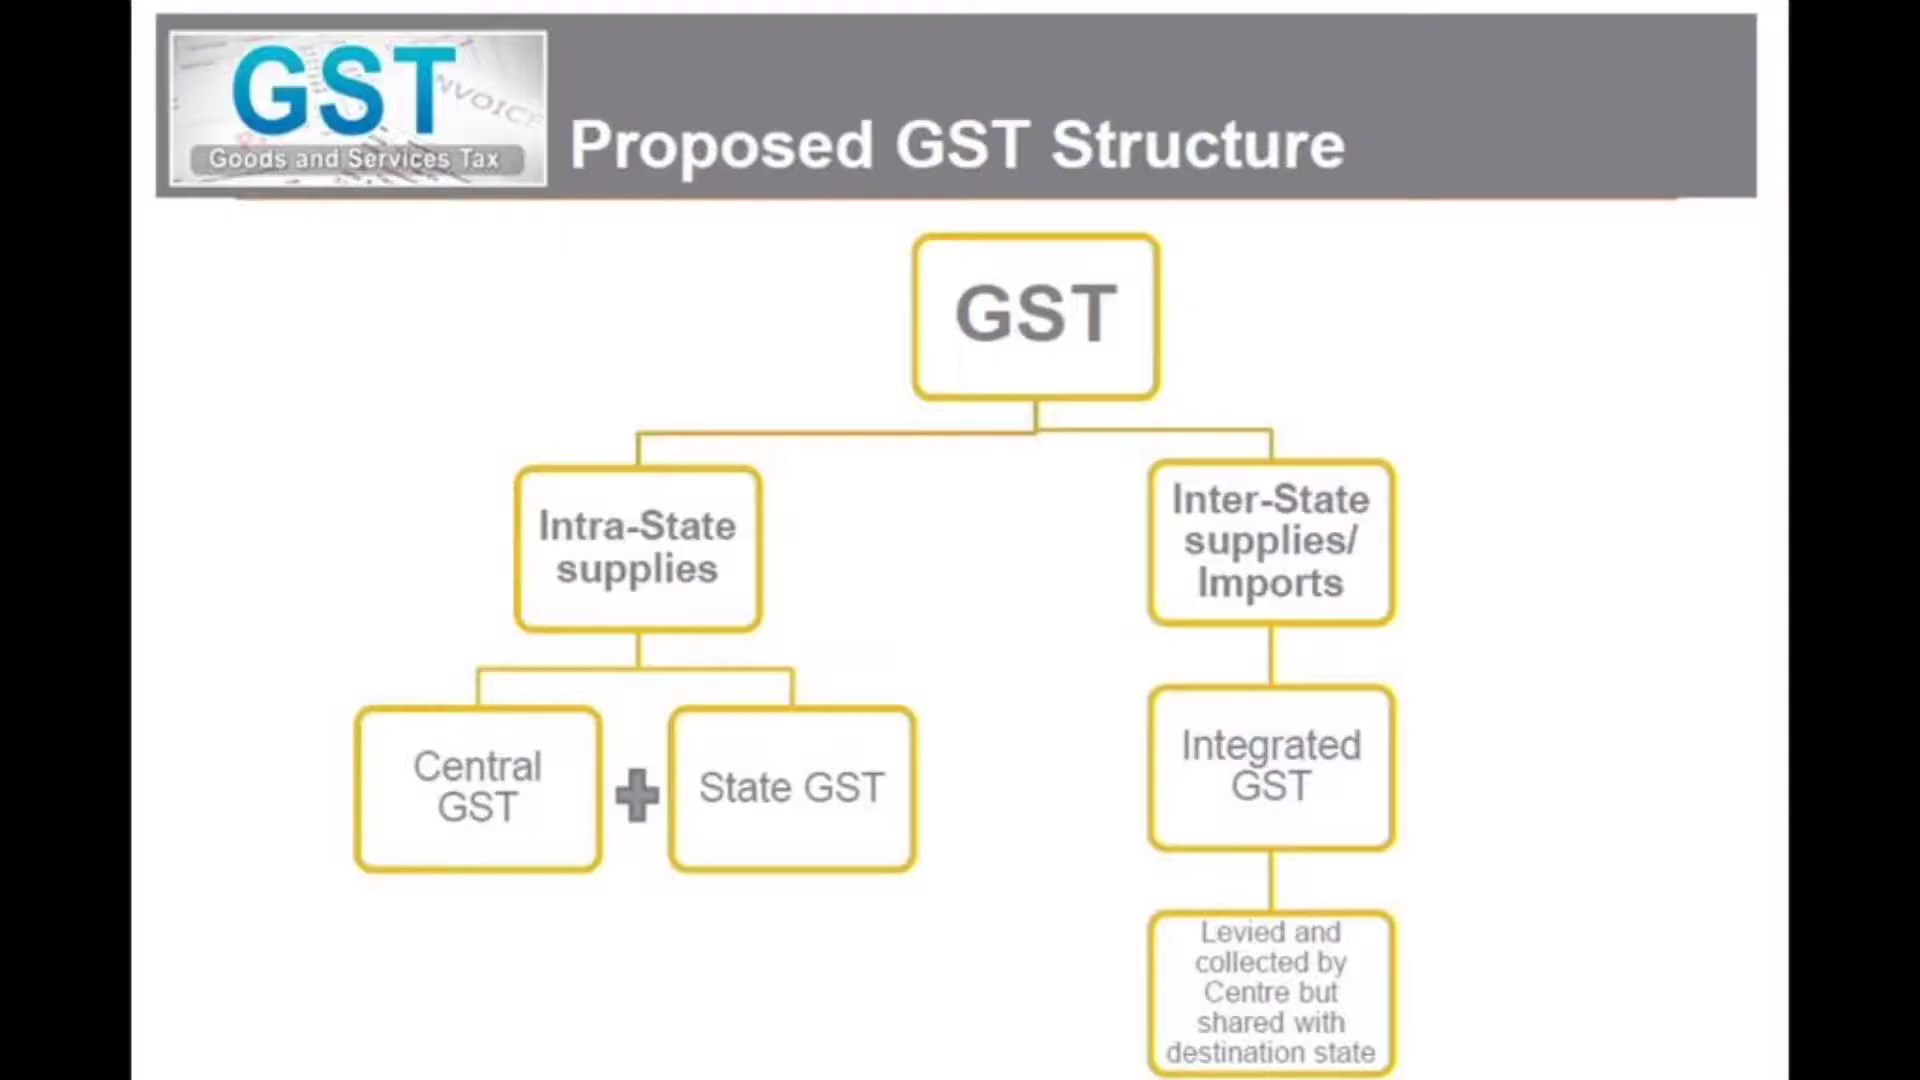 GST
INVOICE
Goods and Services Tax
Proposed GST Structure
GST
Intra-State
supplies
Inter-State
supplies/
Imports
Central
GST
State GST
Integrated
GST
Levied and
collected by
Centre but
shared with
destination state